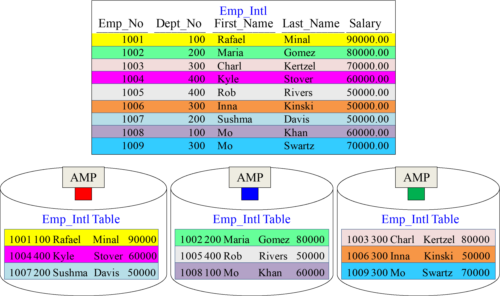 Emp_Intl
Emp_No Dept_No First_Name Last_Name Salary
1001 100 Rafael Minal 90000.00
1002 200 Maria Gomez 80000.00
1003 300 Charl Kertzel 70000.00
1004 400 Kyle Stover 60000.00
1005 400 Rob Rivers 50000.00
1006 300 Inna Kinski 50000.00
1007 200 Sushma Davis 50000.00
1008 100 Mo Khan 60000.00
1009 300 Mo Swartz 70000.00
AMP AMP AMP
Emp_Intl Table Emp_Intl Table Emp_Intl Table
1001 100 Rafael Minal 90000 1002 200 Maria Gomez 80000 1003 300 Charl Kertzel 80000
1004 400 Kyle Stover 60000 1005 400 Rob Rivers 50000 1006 300 Inna Kinski 50000
1007 200 Sushma Davis 50000 1008 100 Mo Khan 60000 1009 300 Mo Swartz 70000